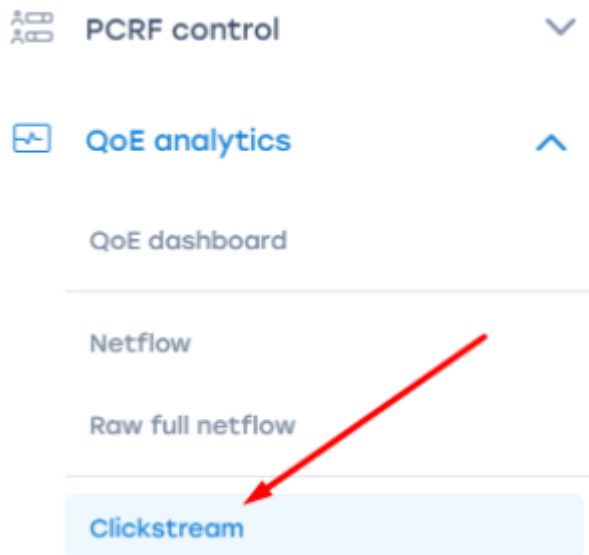 PCRF control
QoE analytics
QoE dashboard
Netflow
Raw full netflow
Clickstream